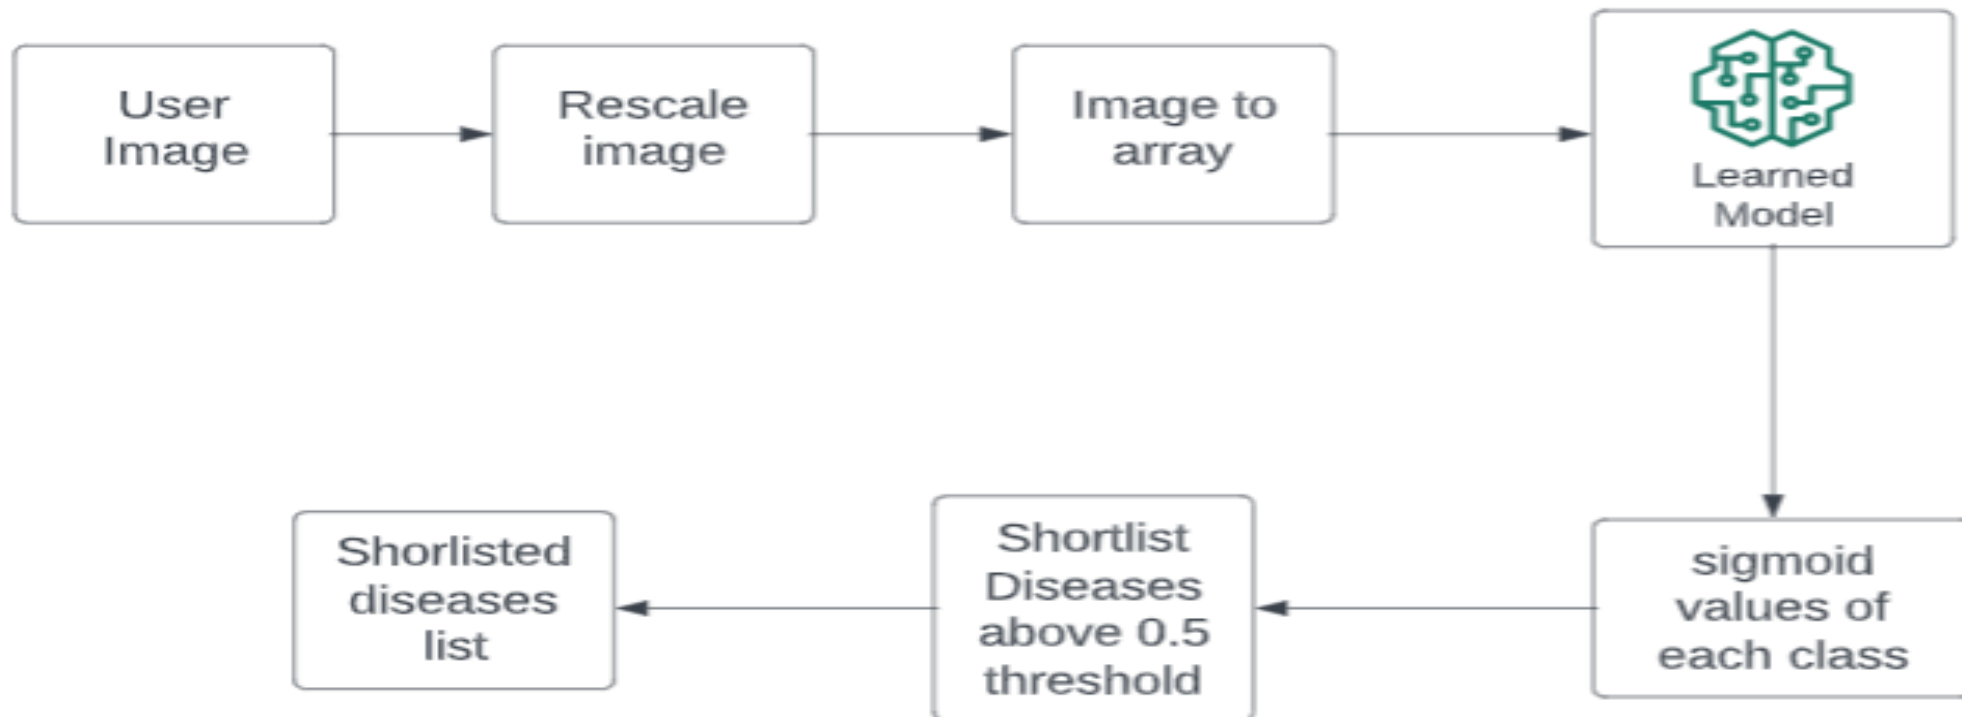 User
Image
Rescale
image
Image to
array
Learned
Model
sigmoid
values of
each class
Shortlist
Diseases
above 0.5
threshold
Shorlisted
diseases
list